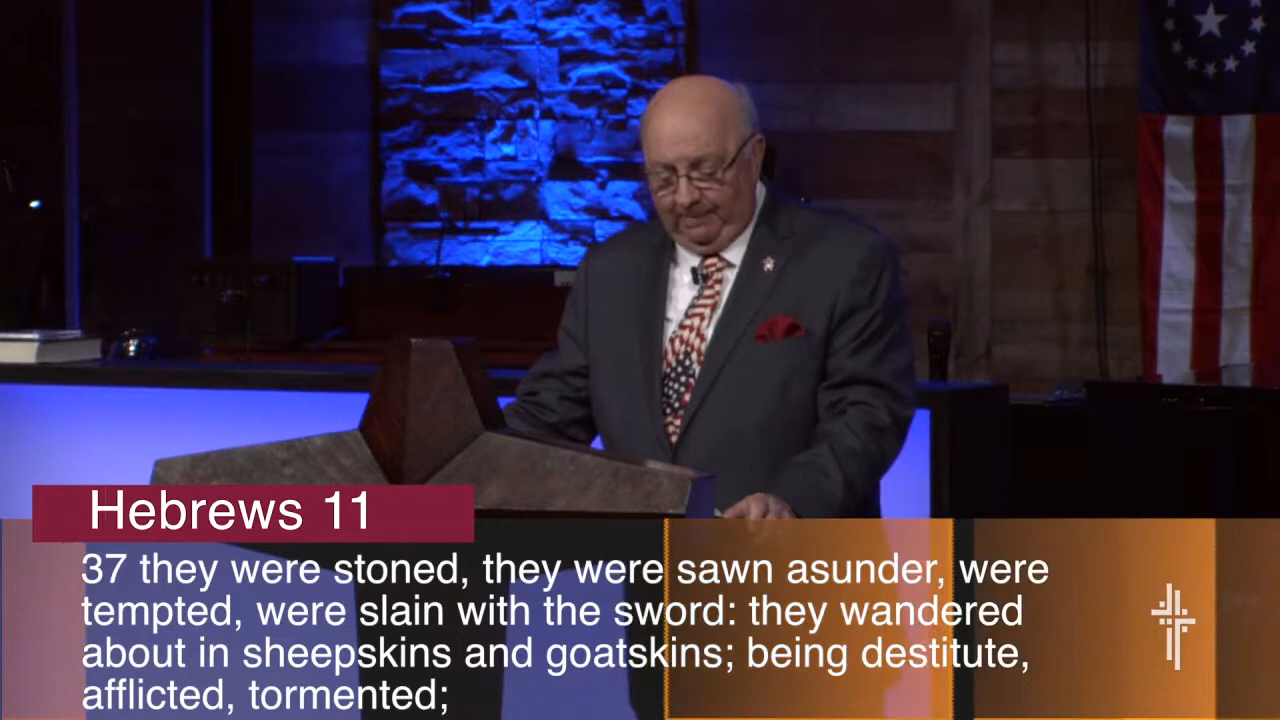 Hebrews 11
37 they were stoned, they were sawn asunder, were
tempted, were slain with the sword: they wandered
about in sheepskins and goatskins; being destitute,
afflicted, tormented;